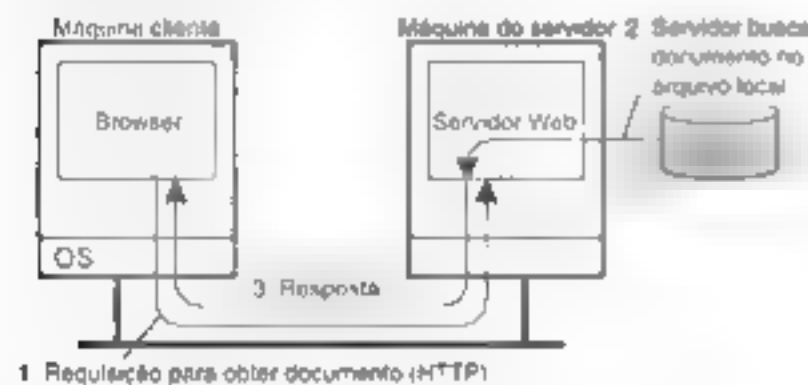 Máquina cliente
Máquina do servidor
2 Servidor busca
documento no
arquivo local
Browser
Servidor Web
OS
3 Resposta
1 Requisição para obter documento (HTTP)